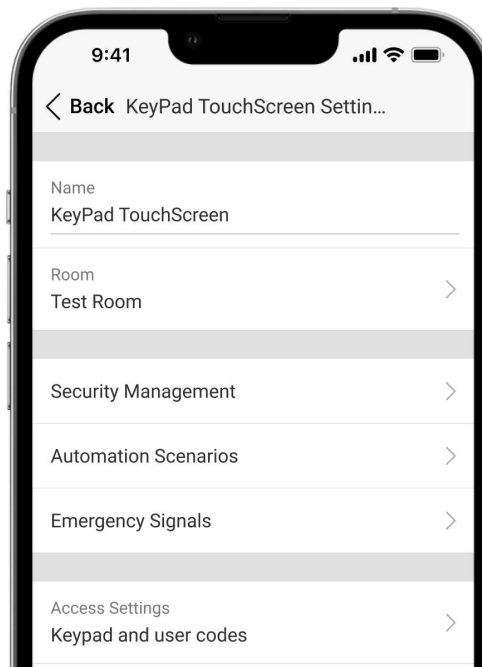 9:41
Back KeyPad TouchScreen Settin...
Name
KeyPad TouchScreen
Room
Test Room
Security Management
Automation Scenarios
Emergency Signals
Access Settings
Keypad and user codes